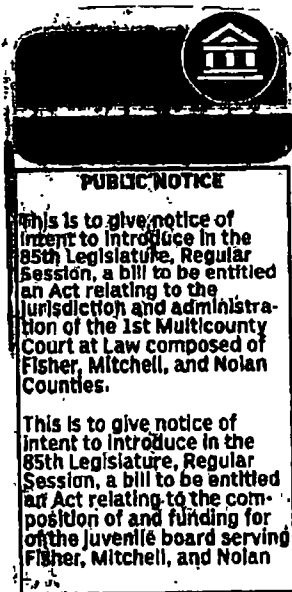 PUBLIC NOTICE
This is to give notice of
intent to introduce in the
85th Legislature, Regular
Session, a bill to be entitled
an Act relating to the
jurisdiction and administra-
tion of the 1st Multicounty
Court at Law composed of
Fisher, Mitchell, and Nolan
Counties.
This is to give notice of
intent to introduce in the
85th Legislature, Regular
Session, a bill to be entitled
an Act relating to the com-
position of and funding for
of the juvenile board serving
Fisher, Mitchell, and Nolan